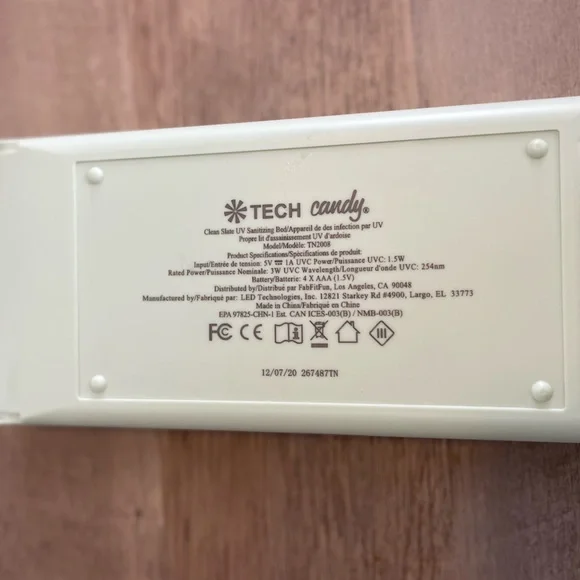 TECH candy®
Clean Slate UV Sanitizing Bed/Appareil de des infection par UV
Propre lit d'assainissement UV d'ardoise
Model/Modèle: TN2008
Product Specifications/Spécifications de produit:
Input/Entrée de tension: 5V ⎓ 1A UVC Power/Puissance UVC: 1.5W
Rated Power/Puissance Nominale: 3W UVC Wavelength/Longueur d'onde UVC: 254nm
Battery/Batterie: 4 X AAA (1.5V)
Distributed by/Distribué par FabFitFun, Los Angeles, CA 90048
Manufactured by/Fabriqué par: LED Technologies, Inc. 12821 Starkey Rd #4900, Largo, EL 33773
Made in China/Fabriqué en China
EPA 97825-CHN-1 Est. CAN ICES-003(B) / NMB-003(B)
FC CE III
12/07/20 267487TN